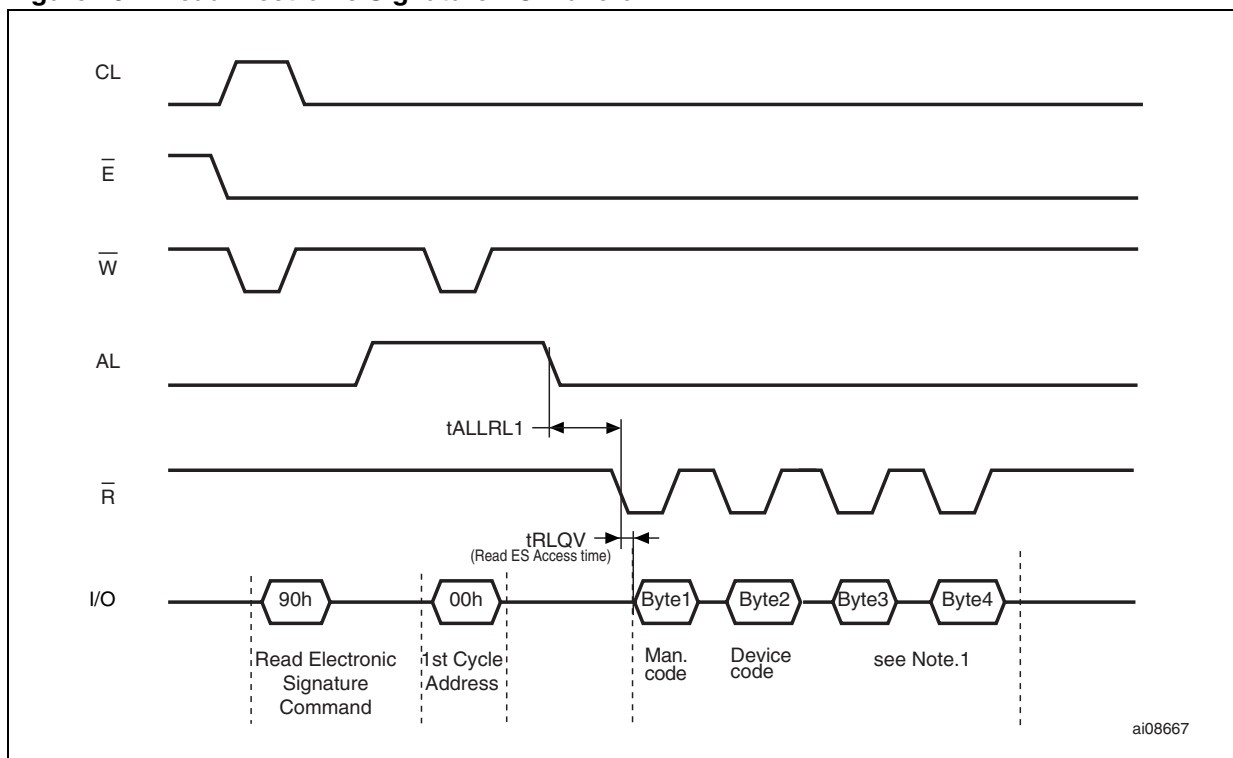 CL
E
W
AL
tALLRL1
R
tRLQV
(Read ES Access time)
I/O
90h
00h
Byte1
Byte2
Byte3
Byte4
Read Electronic
Signature
Command
1st Cycle
Address
Man.
code
Device
code
see Note.1
ai08667